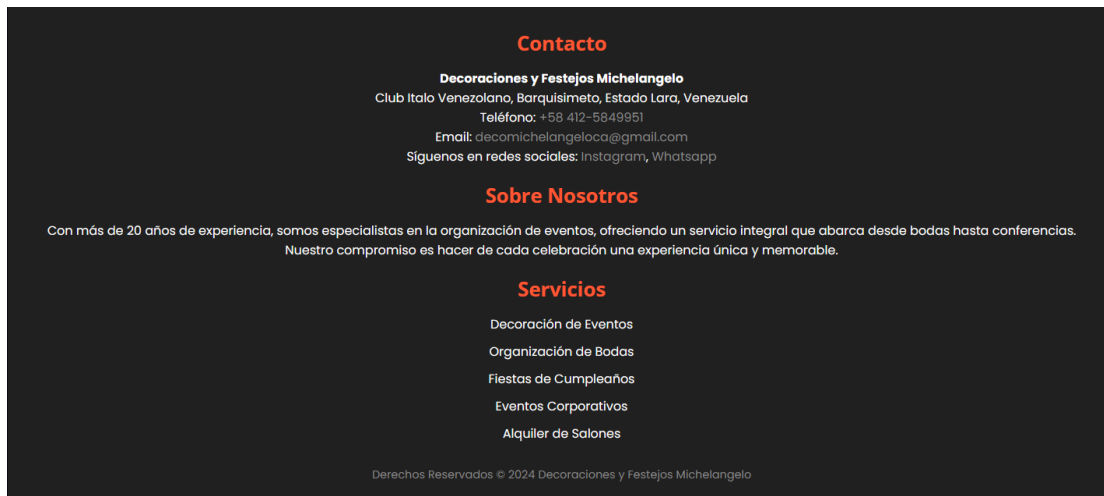 Contacto
Decoraciones y Festejos Michelangelo
Club Italo Venezolano, Barquisimeto, Estado Lara, Venezuela
Teléfono: +58 412-5849951
Email: decomichelangeloca@gmail.com
Síguenos en redes sociales: Instagram, Whatsapp
Sobre Nosotros
Con más de 20 años de experiencia, somos especialistas en la organización de eventos, ofreciendo un servicio integral que abarca desde bodas hasta conferencias.
Nuestro compromiso es hacer de cada celebración una experiencia única y memorable.
Servicios
Decoración de Eventos
Organización de Bodas
Fiestas de Cumpleaños
Eventos Corporativos
Alquiler de Salones
Derechos Reservados © 2024 Decoraciones y Festejos Michelangelo